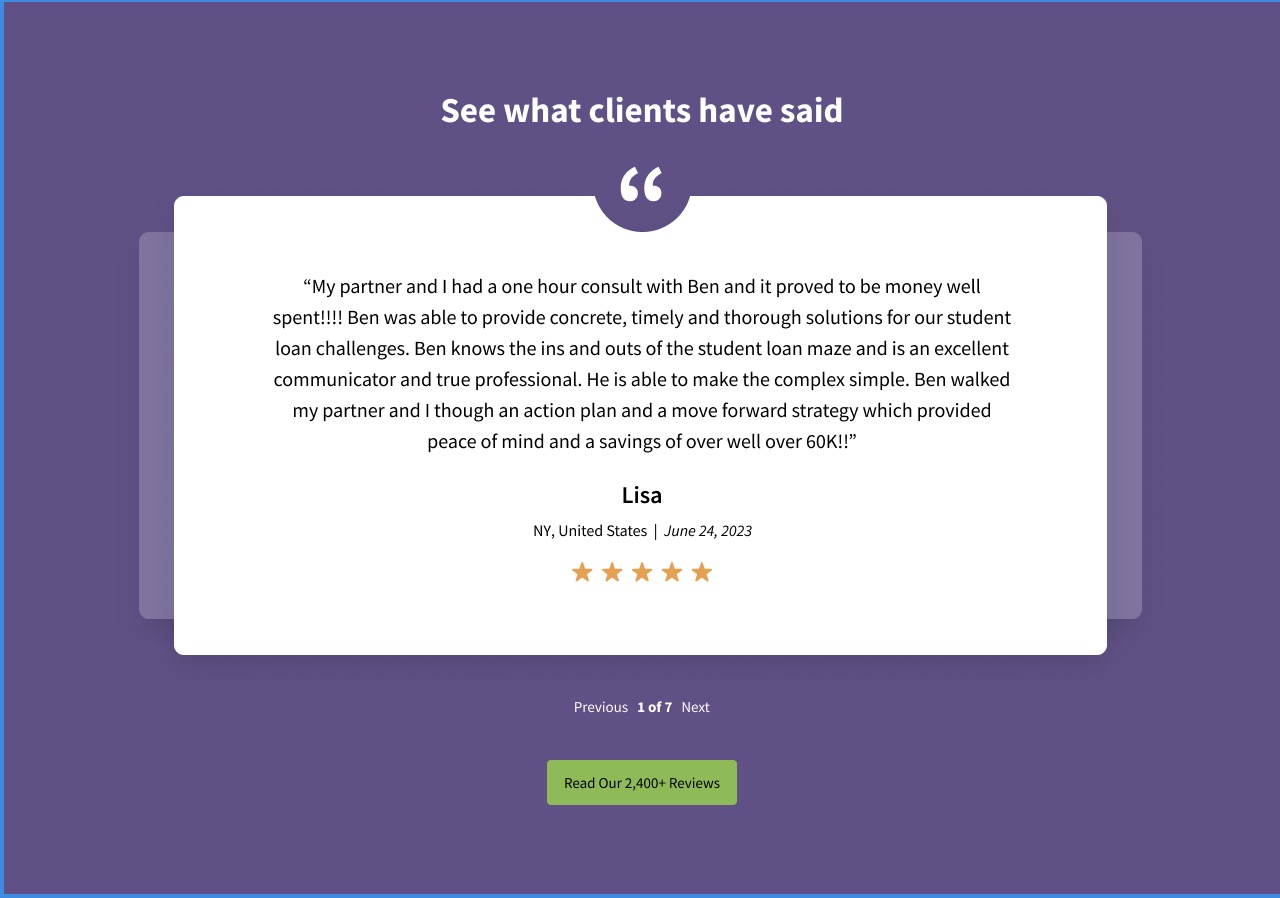 See what clients have said
“
“My partner and I had a one hour consult with Ben and it proved to be money well
spent!!!! Ben was able to provide concrete, timely and thorough solutions for our student
loan challenges. Ben knows the ins and outs of the student loan maze and is an excellent
communicator and true professional. He is able to make the complex simple. Ben walked
my partner and I though an action plan and a move forward strategy which provided
peace of mind and a savings of over well over 60K!!”
Lisa
NY, United States | June 24, 2023
Previous 1 of 7 Next
Read Our 2,400+ Reviews